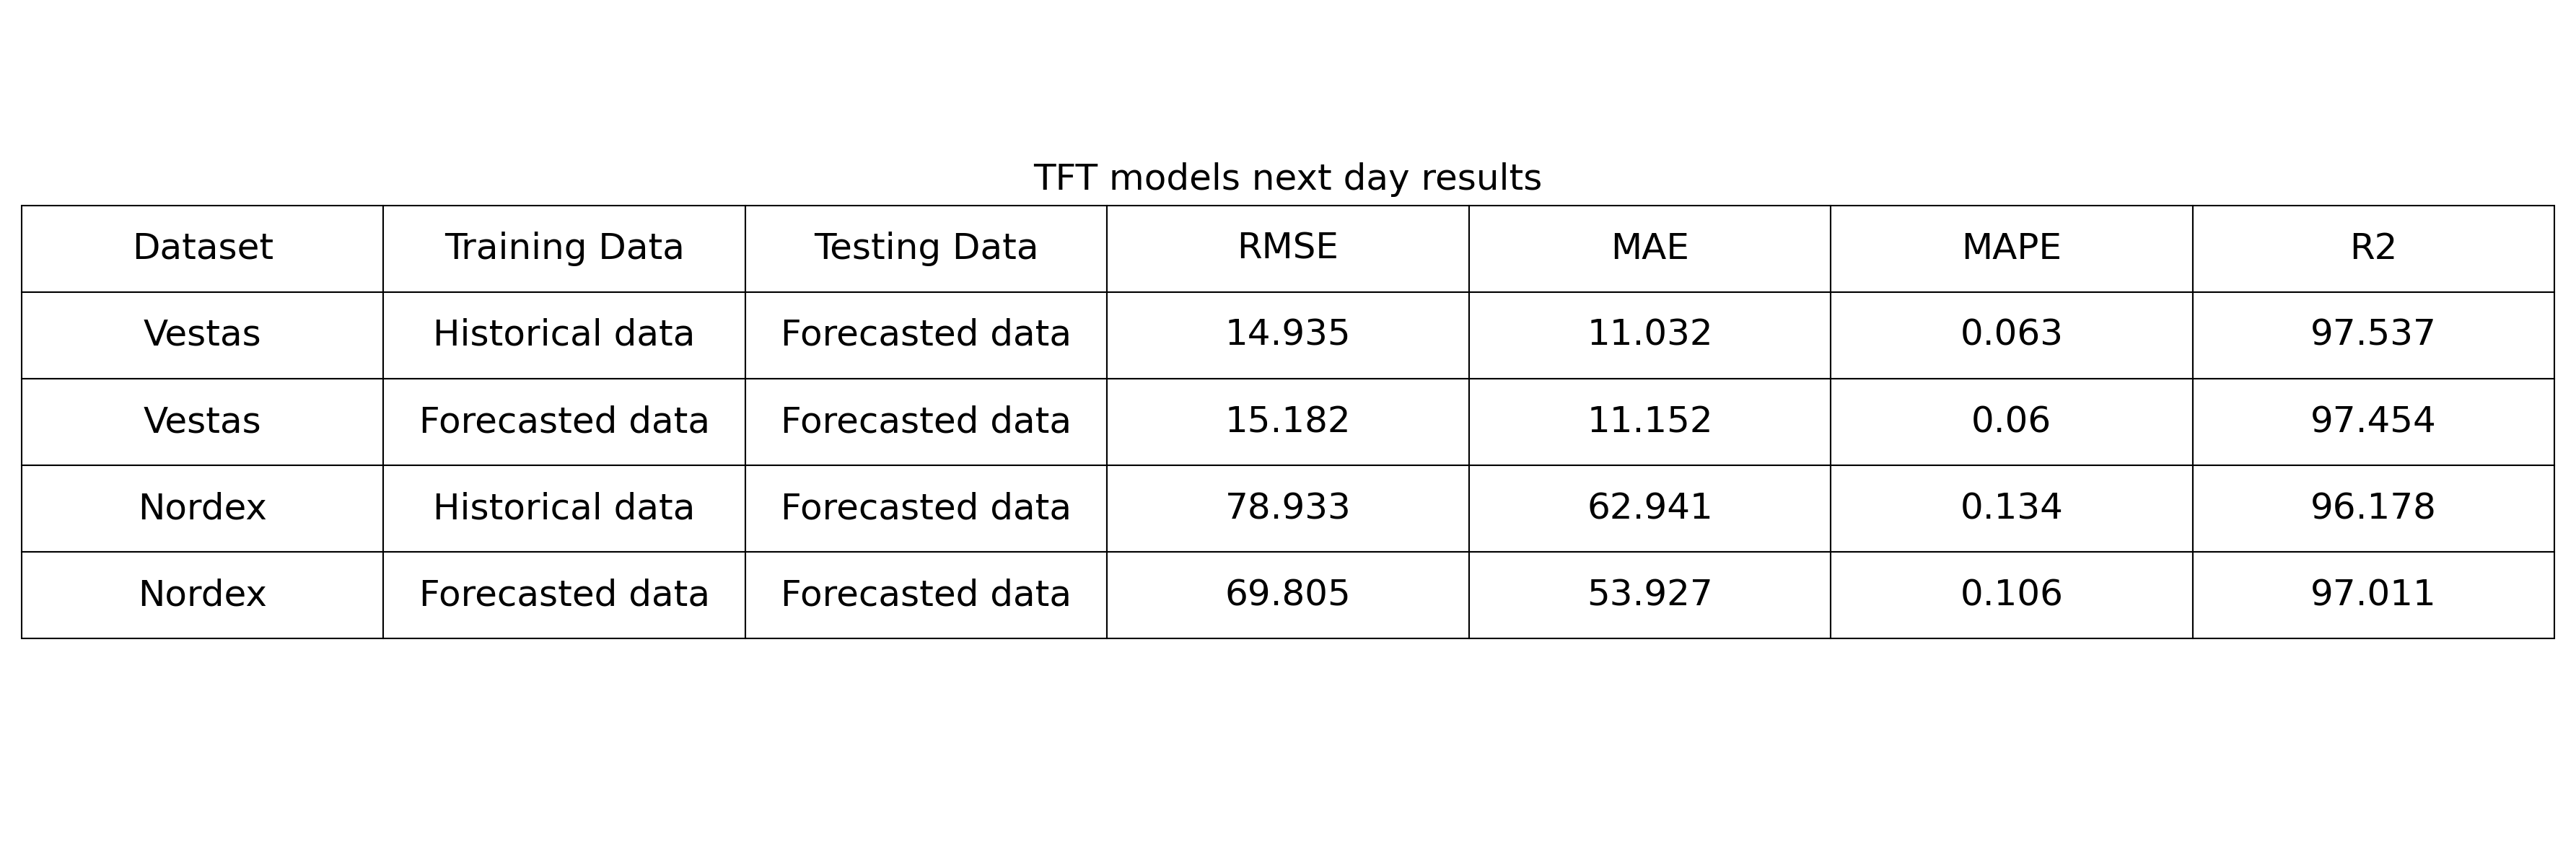 TFT models next day results
Dataset Training Data Testing Data RMSE MAE MAPE R2
Vestas Historical data Forecasted data 14.935 11.032 0.063 97.537
Vestas Forecasted data Forecasted data 15.182 11.152 0.06 97.454
Nordex Historical data Forecasted data 78.933 62.941 0.134 96.178
Nordex Forecasted data Forecasted data 69.805 53.927 0.106 97.011